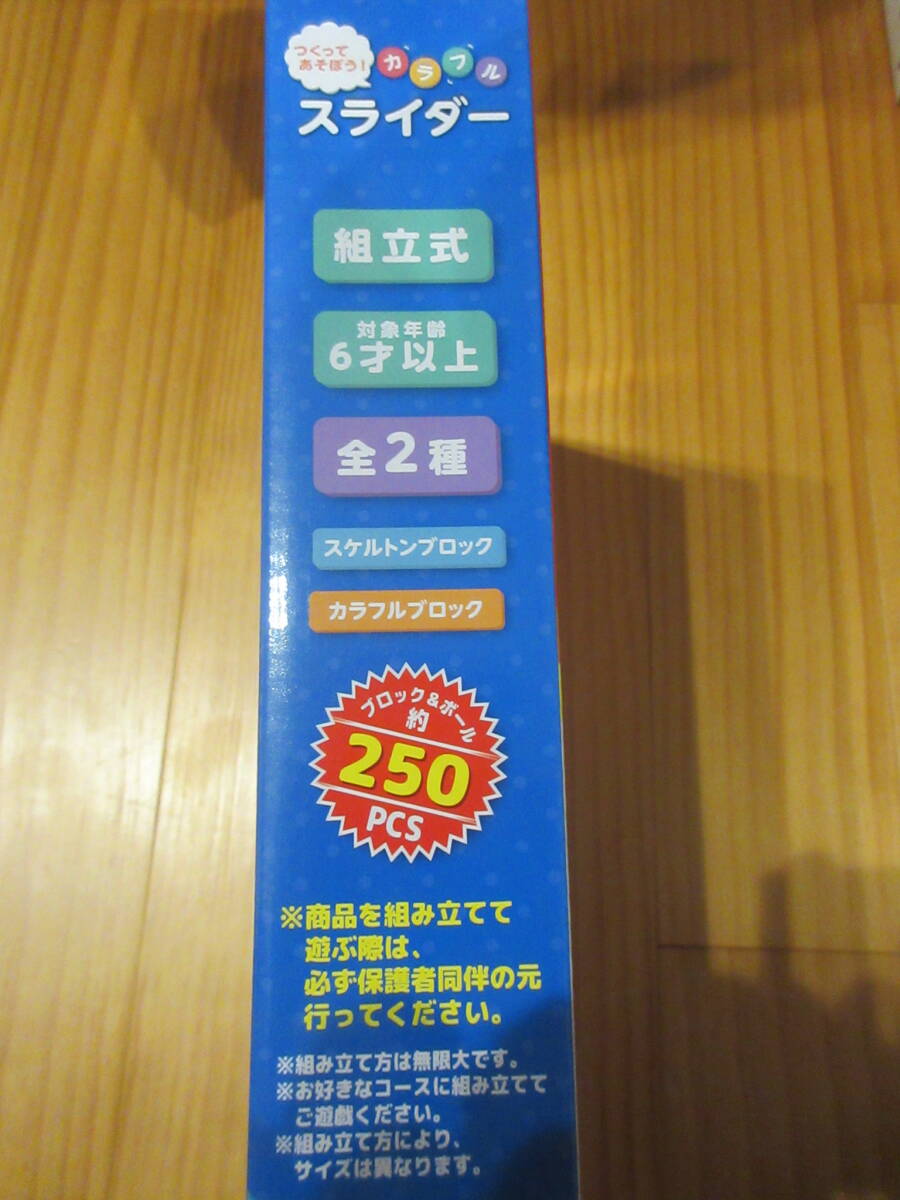 つくって
あそぼう!
カラフル
スライダー
組立式
対象年齢
6才以上
全2種
スケルトンブロック
カラフルブロック
ブロック&ボール
約
250
PCS
※商品を組み立てて
遊ぶ際は、
必ず保護者同伴の元
行ってください。
※組み立て方は無限大です。
※お好きなコースに組み立てて
ご遊戯ください。
※組み立て方により、
サイズは異なります。